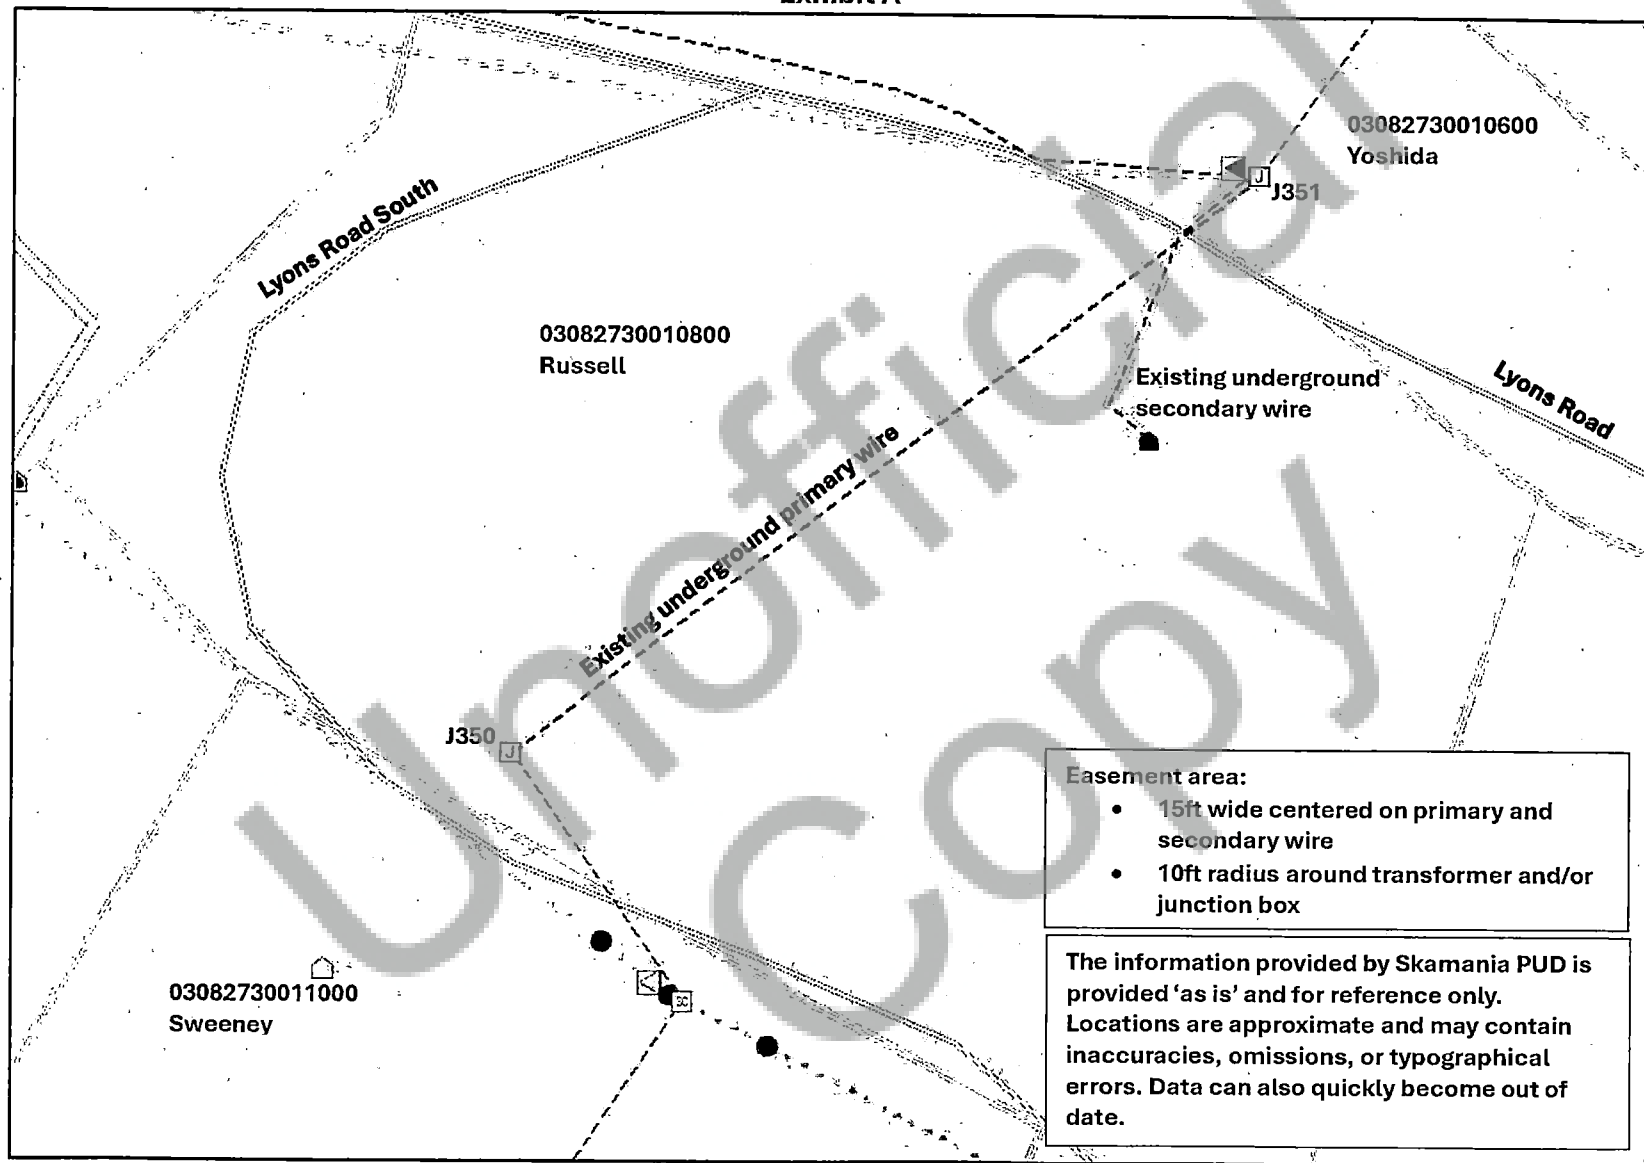 Exhibit A
03082730010600
Yoshida
J
J351
Lyons Road South
03082730010800
Russell
Existing underground
secondary wire
Lyons Road
Existing underground primary wire
J350
J
Easement area:
• 15ft wide centered on primary and
secondary wire
• 10ft radius around transformer and/or
junction box
03082730011000
Sweeney
SC
The information provided by Skamania PUD is
provided ‘as is’ and for reference only.
Locations are approximate and may contain
inaccuracies, omissions, or typographical
errors. Data can also quickly become out of
date.
Unofficial
Copy